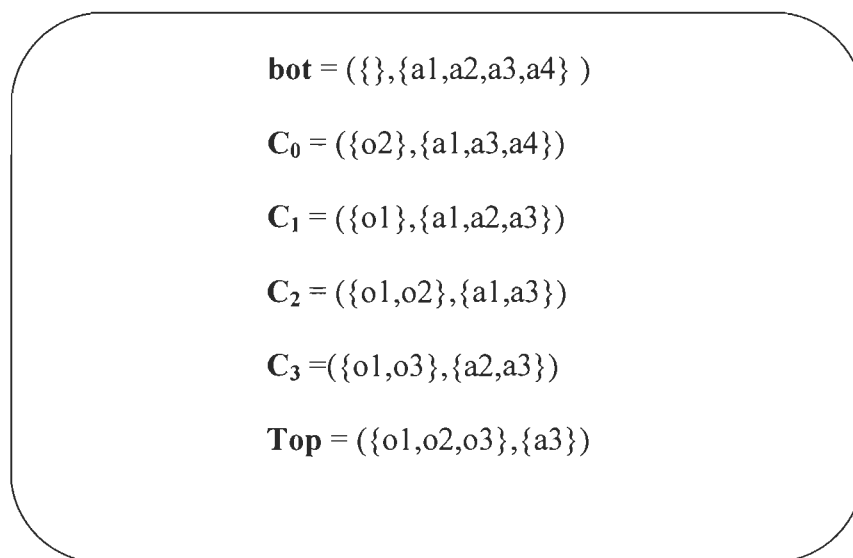 bot = ({},{a1,a2,a3,a4} )
C₀ = ({o2},{a1,a3,a4})
C₁ = ({o1},{a1,a2,a3})
C₂ = ({o1,o2},{a1,a3})
C₃ =({o1,o3},{a2,a3})
Top = ({o1,o2,o3},{a3})